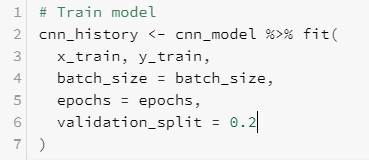 1 # Train model
2 cnn_history <- cnn_model %>% fit(
3   x_train, y_train,
4   batch_size = batch_size,
5   epochs = epochs,
6   validation_split = 0.2
7 )